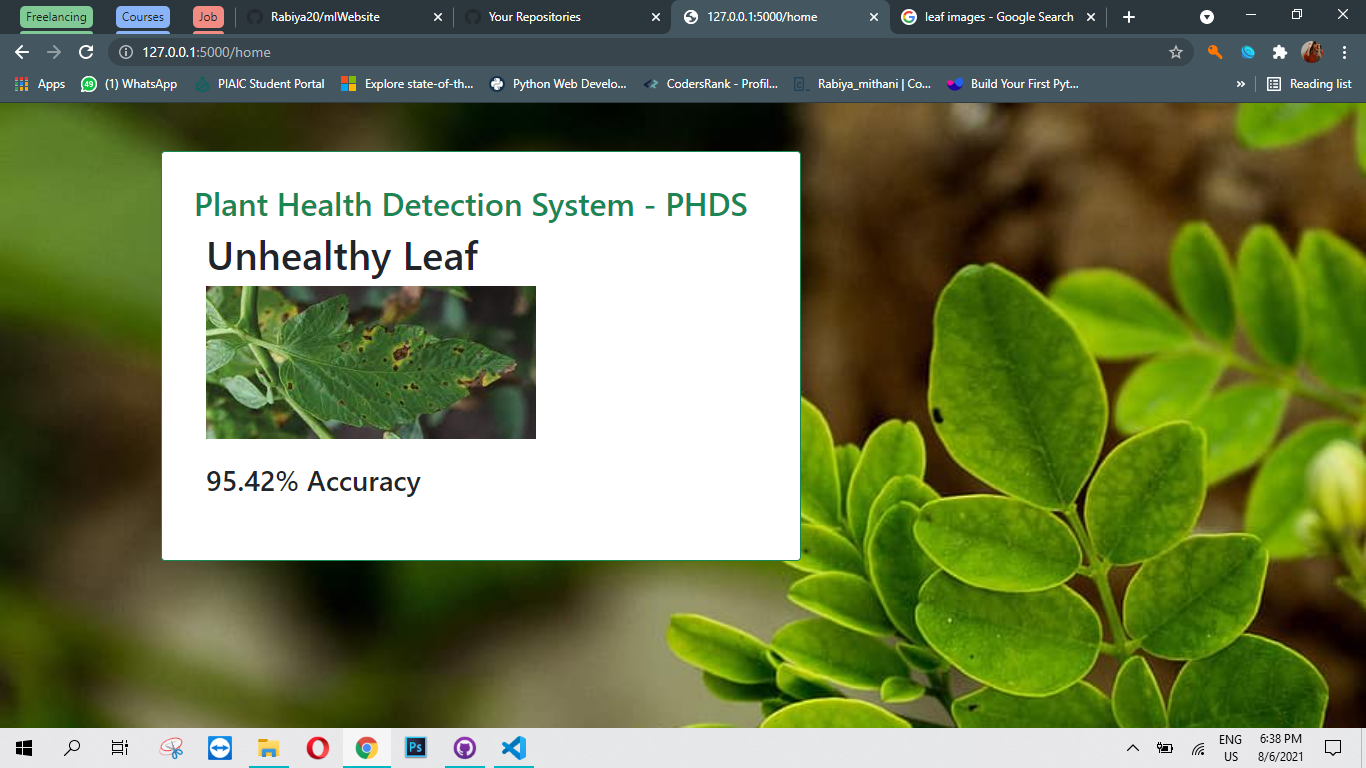 Freelancing
Courses
Job
Rabiya20/mlWebsite
Your Repositories
127.0.0.1:5000/home
leaf images - Google Search
127.0.0.1:5000/home
Apps
49
(1) WhatsApp
PIAIC Student Portal
Explore state-of-th...
Python Web Develo...
CodersRank - Profil...
Rabiya_mithani | Co...
Build Your First Pyt...
»
Reading list
Plant Health Detection System - PHDS
Unhealthy Leaf
95.42% Accuracy
Ps
ENG
US
6:38 PM
8/6/2021